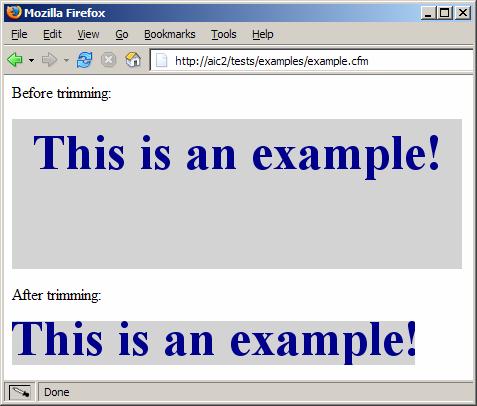 Mozilla Firefox
File Edit View Go Bookmarks Tools Help
http://aic2/tests/examples/example.cfm
Before trimming:
This is an example!
After trimming:
This is an example!
Done